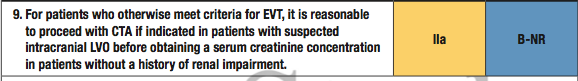 9. For patients who otherwise meet criteria for EVT, it is reasonable
to proceed with CTA if indicated in patients with suspected
intracranial LVO before obtaining a serum creatinine concentration
in patients without a history of renal impairment.
IIa
B-NR